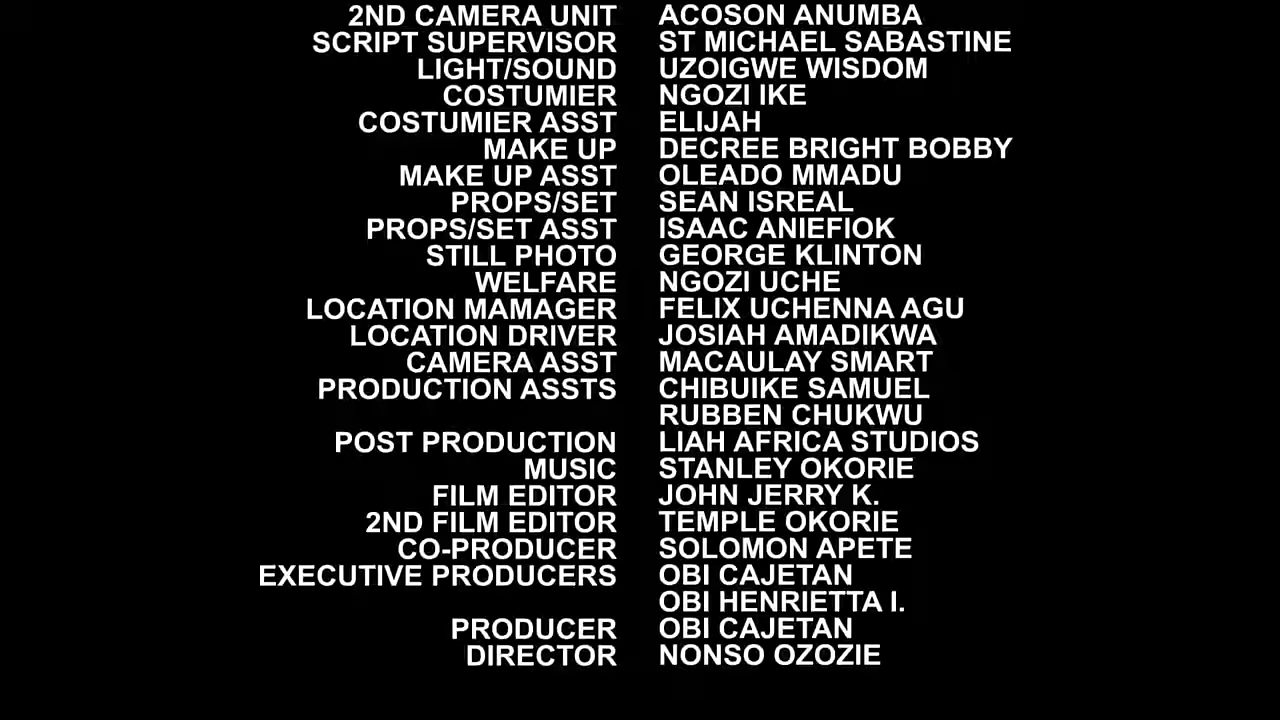 2ND CAMERA UNIT ACOSON ANUMBA
SCRIPT SUPERVISOR ST MICHAEL SABASTINE
LIGHT/SOUND UZOIGWE WISDOM
COSTUMIER NGOZI IKE
COSTUMIER ASST ELIJAH
MAKE UP DECREE BRIGHT BOBBY
MAKE UP ASST OLEADO MMADU
PROPS/SET SEAN ISREAL
PROPS/SET ASST ISAAC ANIEFIOK
STILL PHOTO GEORGE KLINTON
WELFARE NGOZI UCHE
LOCATION MAMAGER FELIX UCHENNA AGU
LOCATION DRIVER JOSIAH AMADIKWA
CAMERA ASST MACAULAY SMART
PRODUCTION ASSTS CHIBUIKE SAMUEL
RUBBEN CHUKWU
POST PRODUCTION LIAH AFRICA STUDIOS
MUSIC STANLEY OKORIE
FILM EDITOR JOHN JERRY K.
2ND FILM EDITOR TEMPLE OKORIE
CO-PRODUCER SOLOMON APETE
EXECUTIVE PRODUCERS OBI CAJETAN
OBI HENRIETTA I.
PRODUCER OBI CAJETAN
DIRECTOR NONSO OZOZIE